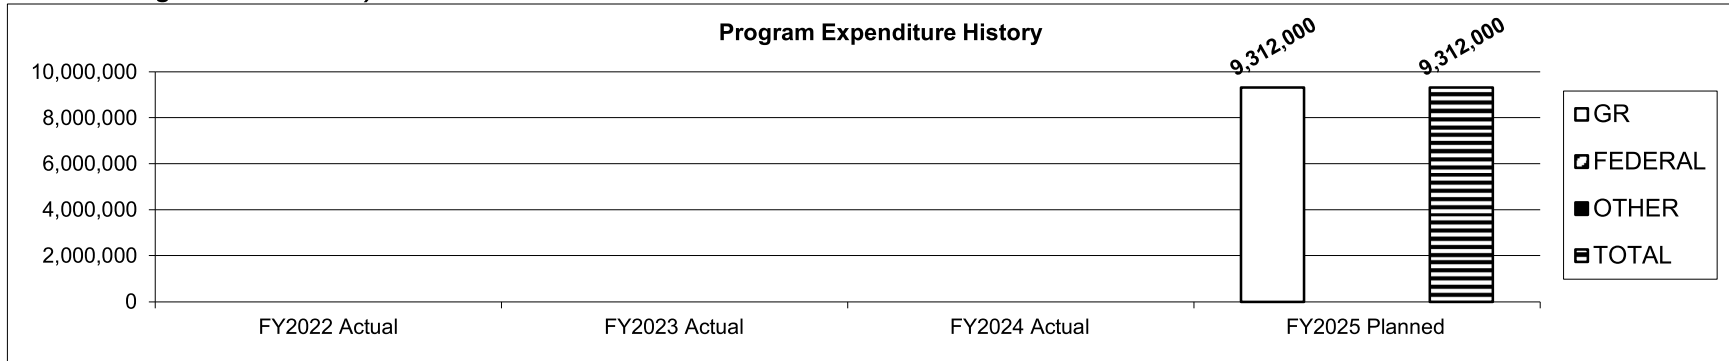 Program Expenditure History
9,312,000 9,312,000
10,000,000
8,000,000
6,000,000
4,000,000
2,000,000
0
FY2022 Actual FY2023 Actual FY2024 Actual FY2025 Planned
GR
FEDERAL
OTHER
TOTAL